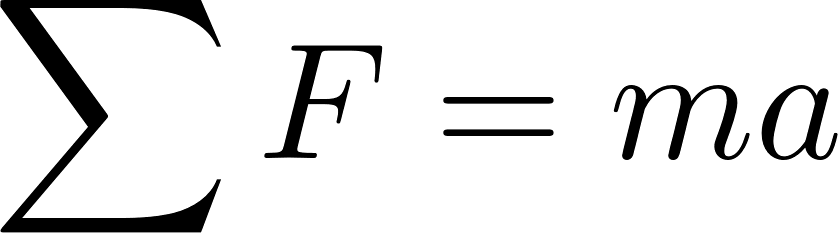 ∑ F = ma